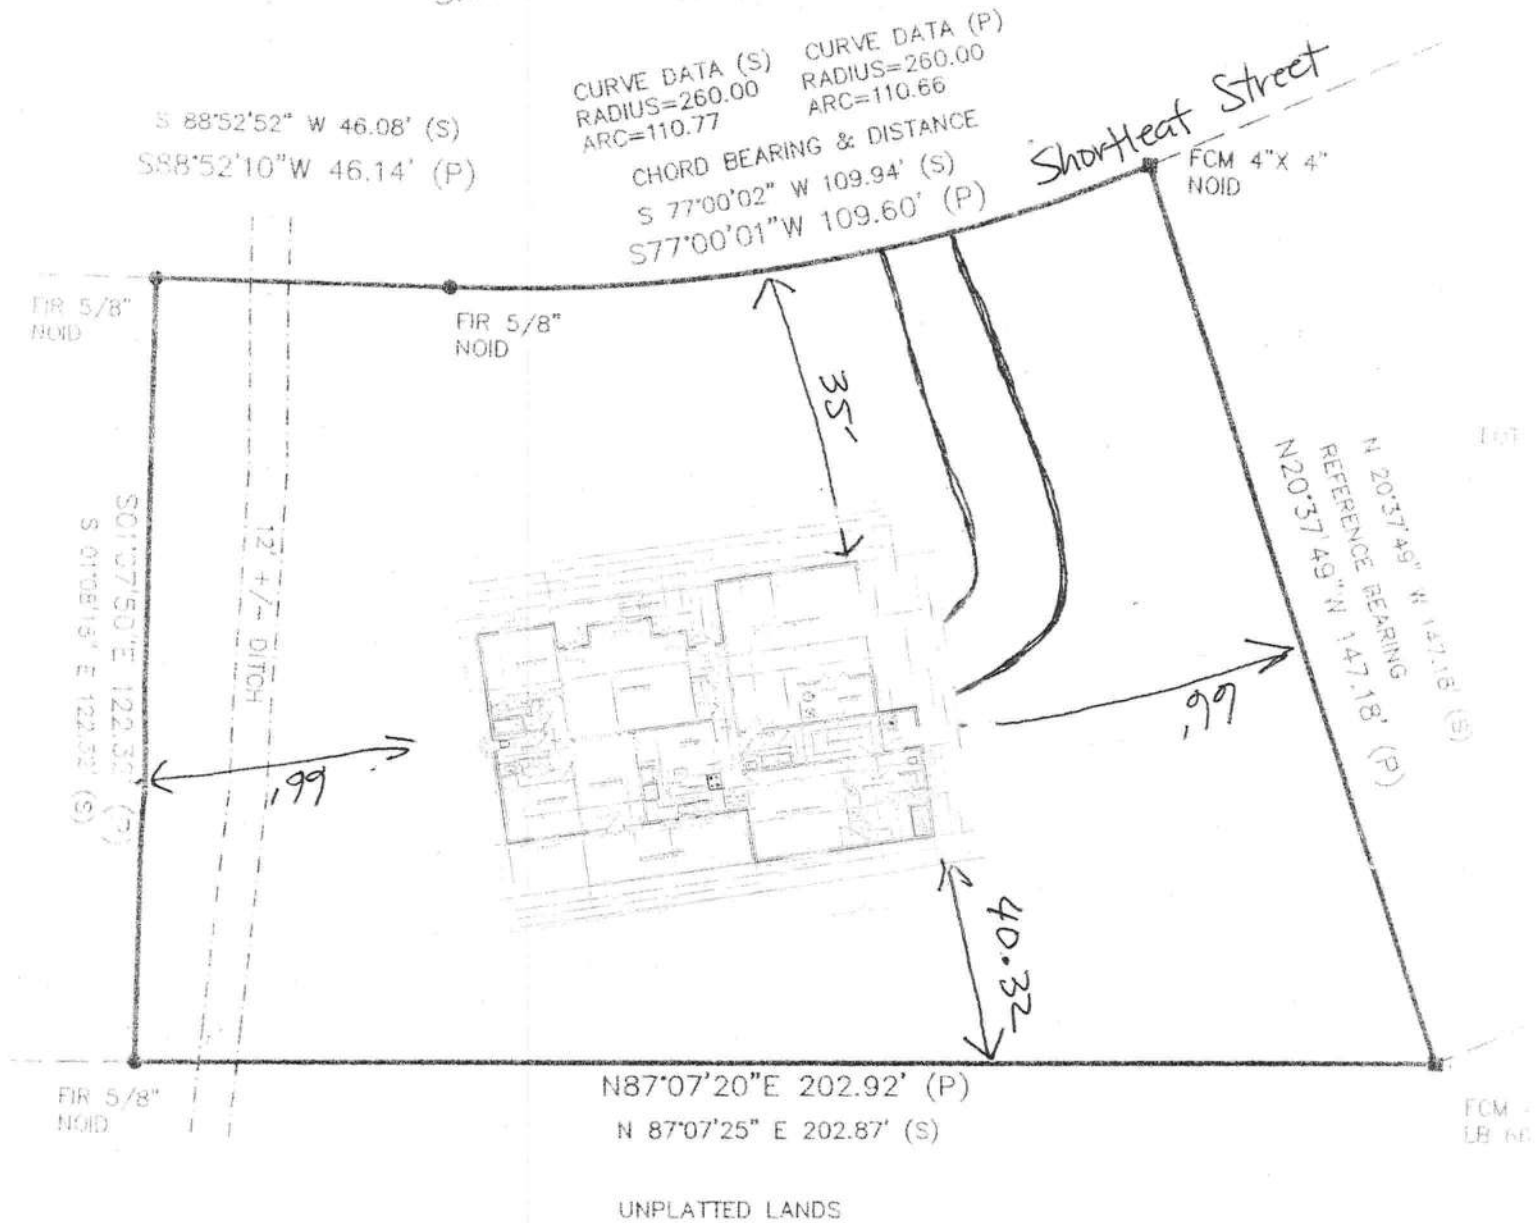 CURVE DATA (S)
RADIUS=260.00
ARC=110.77
CURVE DATA (P)
RADIUS=260.00
ARC=110.66
CHORD BEARING & DISTANCE
S 77°00'02" W 109.94' (S)
S77°00'01"W 109.60' (P)
Shortleat Street
S 88°52'52" W 46.08' (S)
S88°52'10"W 46.14' (P)
FCM 4"X 4"
NOID
FIR 5/8"
NOID
FIR 5/8"
NOID
35-
LOT
N 20°37'49" W 147.18' (S)
REFERENCE BEARING
N20°37'49"W 147.18' (P)
12' +/- DITCH
S01°07'50"E 122.32' (P)
S 01°08'15" E 122.32' (S)
66'
66'
40.32
FIR 5/8"
NOID
N87°07'20"E 202.92' (P)
N 87°07'25" E 202.87' (S)
FCM
LB
UNPLATTED LANDS